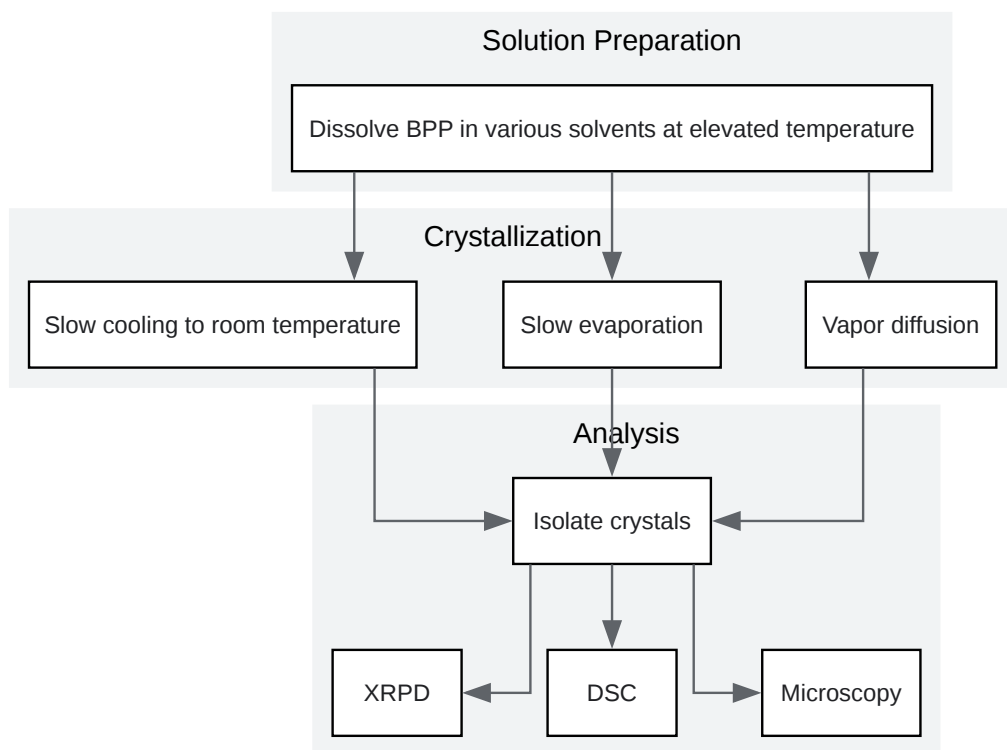 Solution Preparation
Dissolve BPP in various solvents at elevated temperature
Crystallization
Slow cooling to room temperature
Slow evaporation
Vapor diffusion
Analysis
Isolate crystals
XRPD
DSC
Microscopy